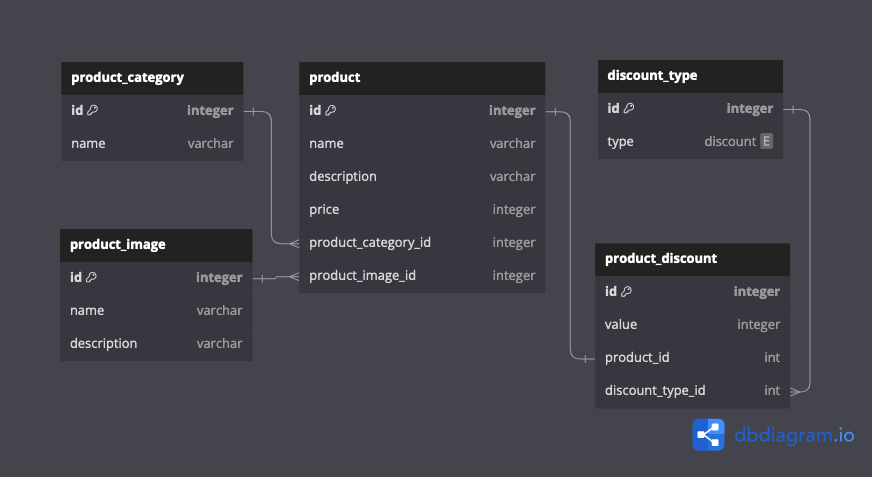 product_category
id integer
name varchar
product_image
id integer
name varchar
description varchar
product
id integer
name varchar
description varchar
price integer
product_category_id integer
product_image_id integer
discount_type
id integer
type discount E
product_discount
id integer
value integer
product_id int
discount_type_id int
dbdiagram.io